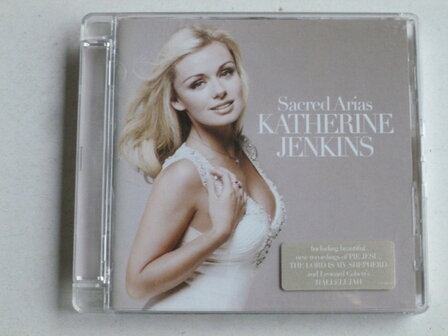 Sacred Arias
KATHERINE
JENKINS
Including beautiful
new recordings of PIE JESU,
THE LORD IS MY SHEPHERD
and Leonard Cohen's
HALLELUJAH